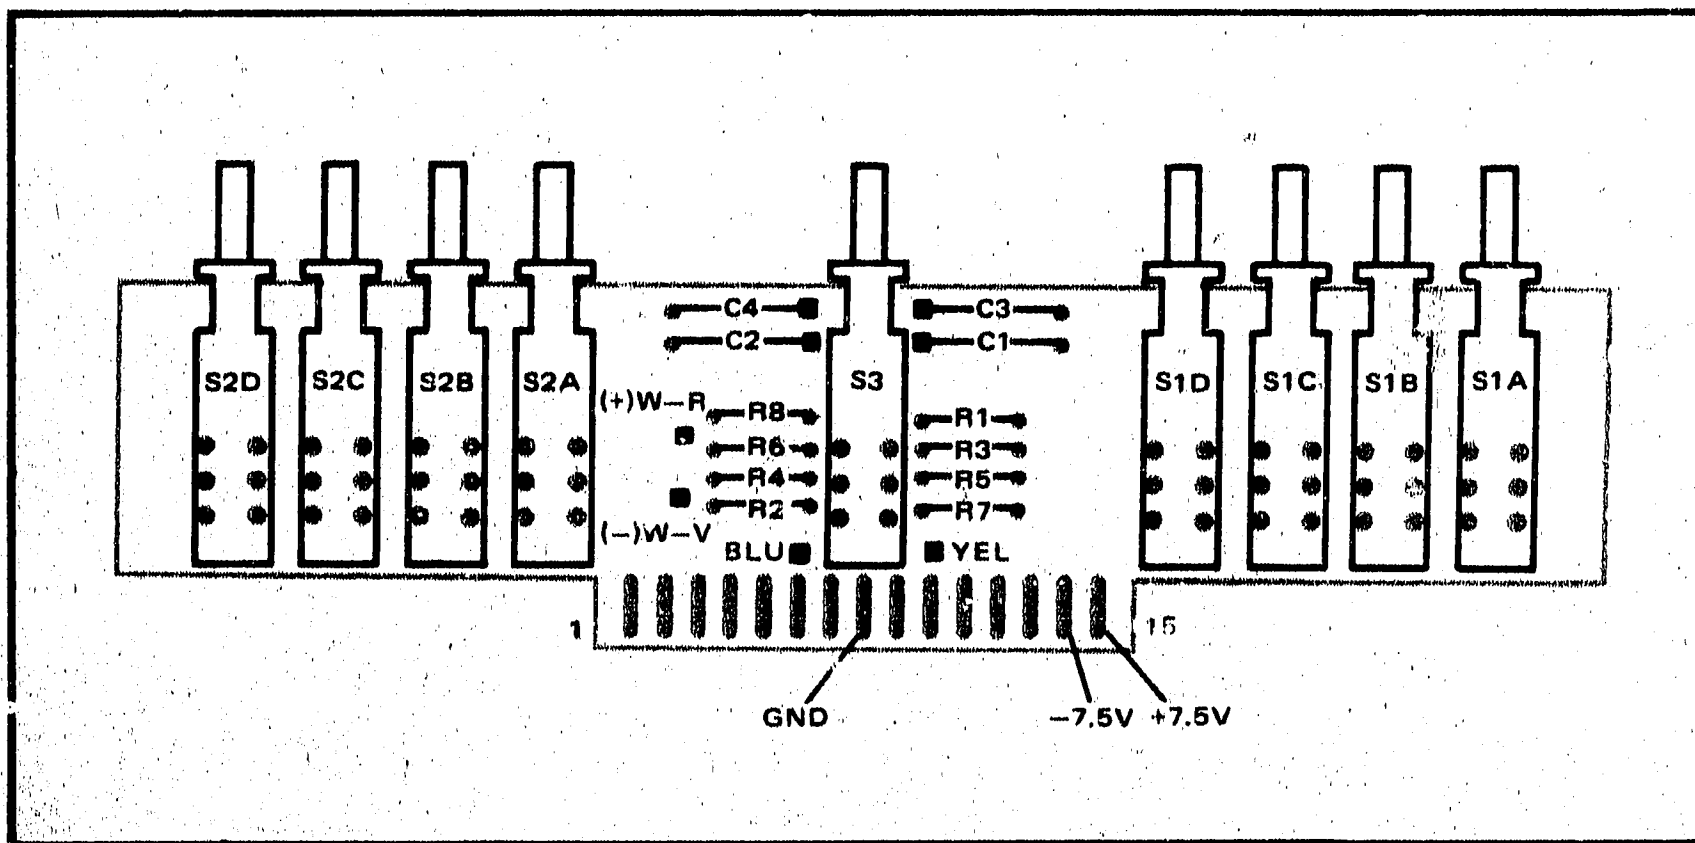 C4 C3
C2 C1
S2D S2C S2B S2A S3 S1D S1C S1B S1A
(+)W–R
R8 R1
R6 R3
R4 R5
R2 R7
(–)W–V
BLU YEL
1 15
GND –7.5V +7.5V